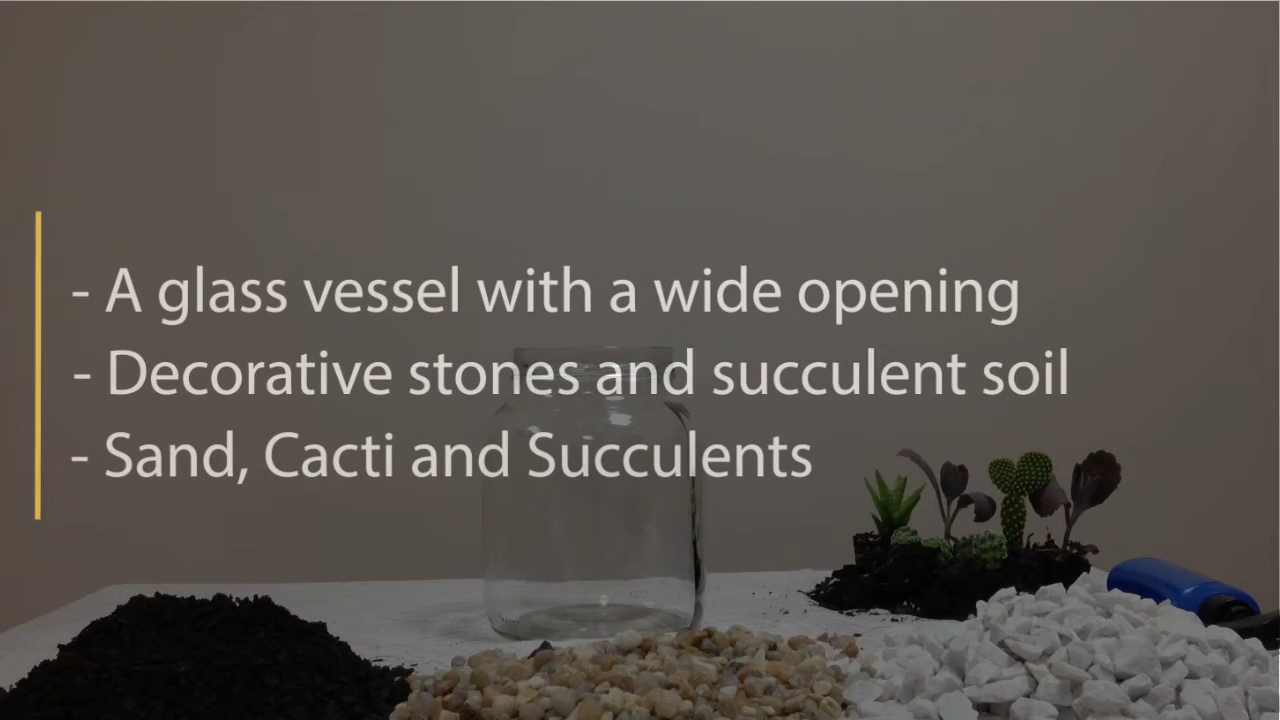 - A glass vessel with a wide opening
- Decorative stones and succulent soil
- Sand, Cacti and Succulents